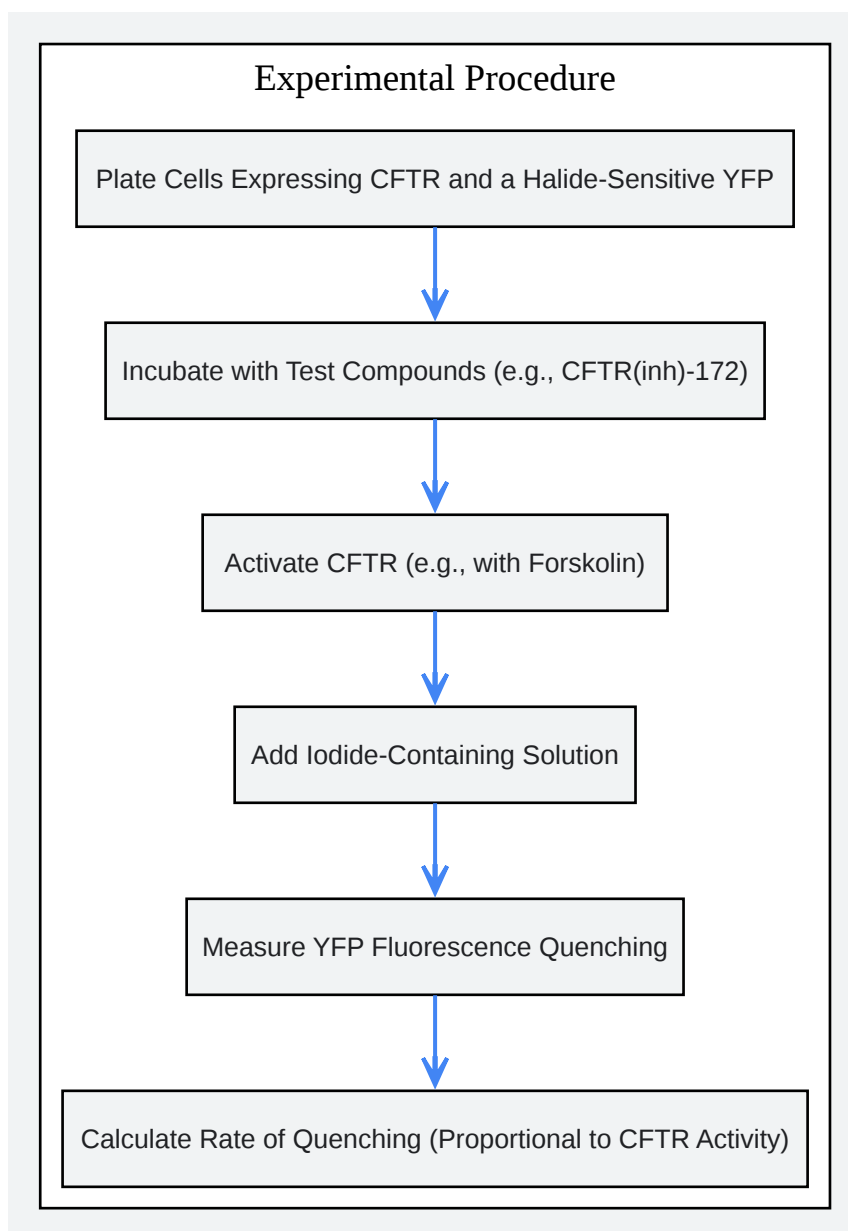 Experimental Procedure
Plate Cells Expressing CFTR and a Halide-Sensitive YFP
Incubate with Test Compounds (e.g., CFTR(inh)-172)
Activate CFTR (e.g., with Forskolin)
Add Iodide-Containing Solution
Measure YFP Fluorescence Quenching
Calculate Rate of Quenching (Proportional to CFTR Activity)